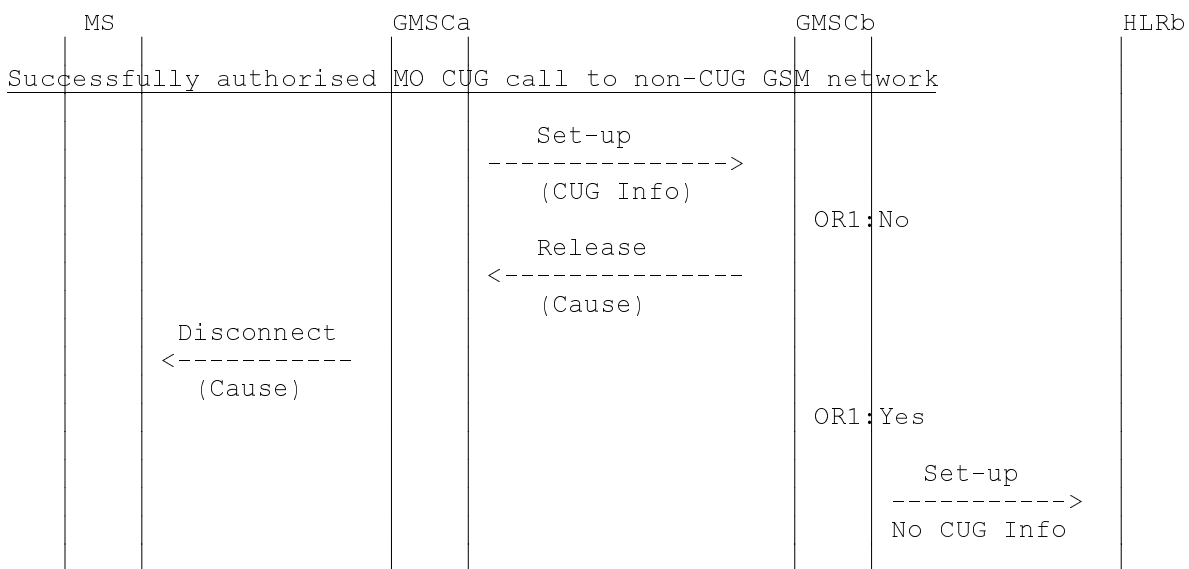 MS GMSCa GMSCb HLRb
Successfully authorised MO CUG call to non-CUG GSM network
Set-up
--------------->
(CUG Info)
OR1:No
Release
<---------------
(Cause)
Disconnect
<-----------
(Cause)
OR1:Yes
Set-up
----------->
No CUG Info